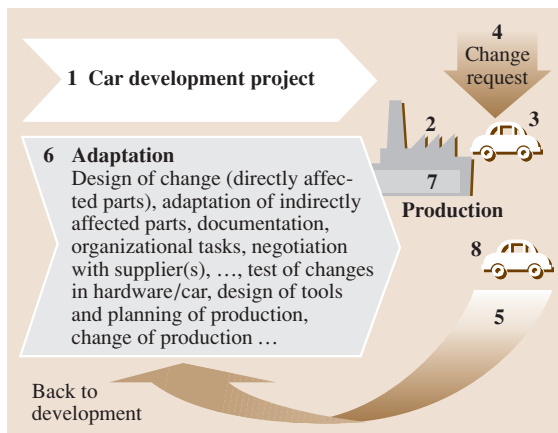 4
Change
request
1 Car development project
3
2
6 Adaptation
Design of change (directly affec-
ted parts), adaptation of indirectly
affected parts, documentation,
organizational tasks, negotiation
with supplier(s), ..., test of changes
in hardware/car, design of tools
and planning of production,
change of production ...
7
Production
8
5
Back to
development